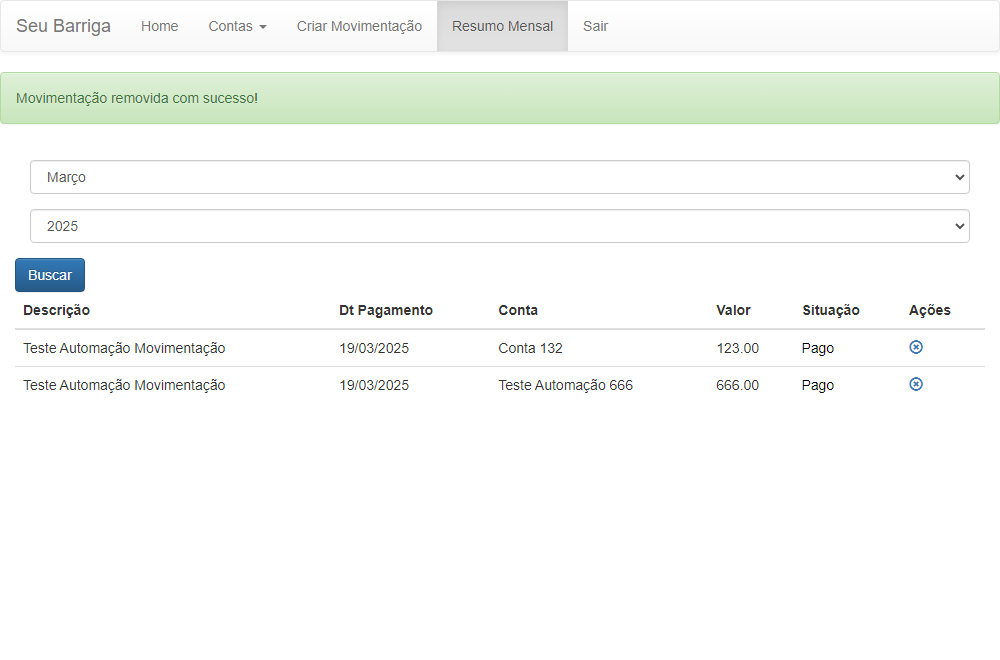 Seu Barriga Home Contas Criar Movimentação Resumo Mensal Sair
Movimentação removida com sucesso!
Março
2025
Buscar
Descrição Dt Pagamento Conta Valor Situação Ações
Teste Automação Movimentação 19/03/2025 Conta 132 123.00 Pago
Teste Automação Movimentação 19/03/2025 Teste Automação 666 666.00 Pago